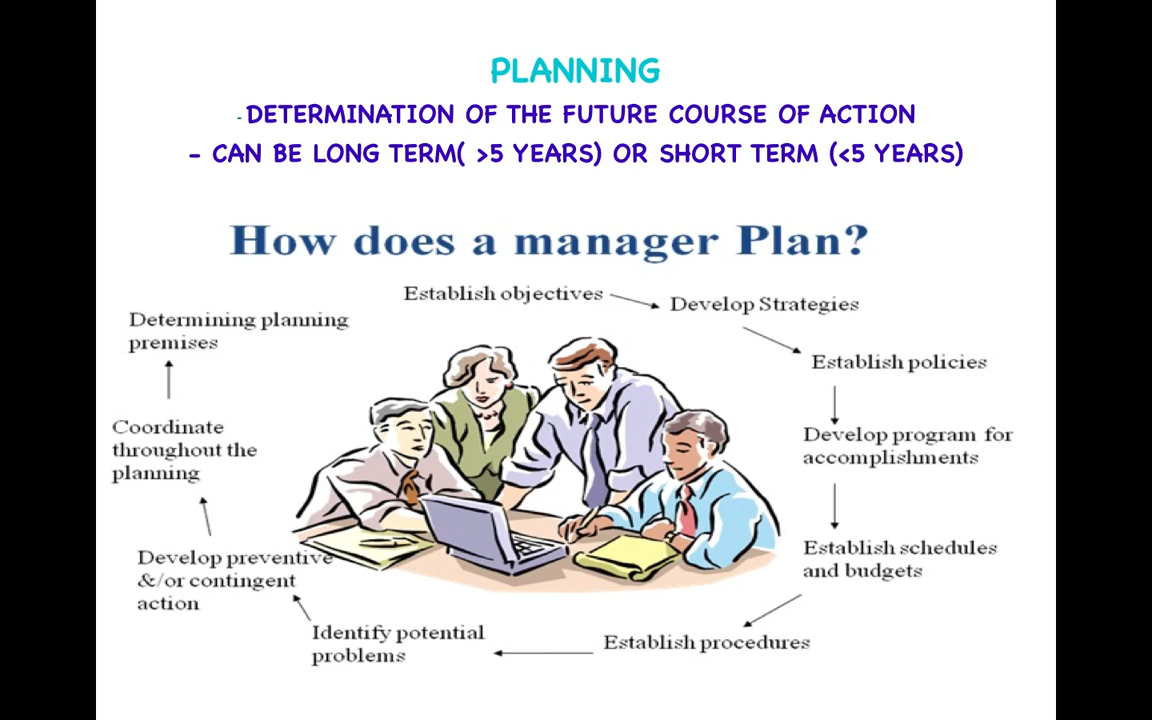 PLANNING
- DETERMINATION OF THE FUTURE COURSE OF ACTION
- CAN BE LONG TERM( >5 YEARS) OR SHORT TERM (<5 YEARS)
How does a manager Plan?
Establish objectives
Develop Strategies
Establish policies
Develop program for
accomplishments
Establish schedules
and budgets
Establish procedures
Identify potential
problems
Develop preventive
&/or contingent
action
Coordinate
throughout the
planning
Determining planning
premises